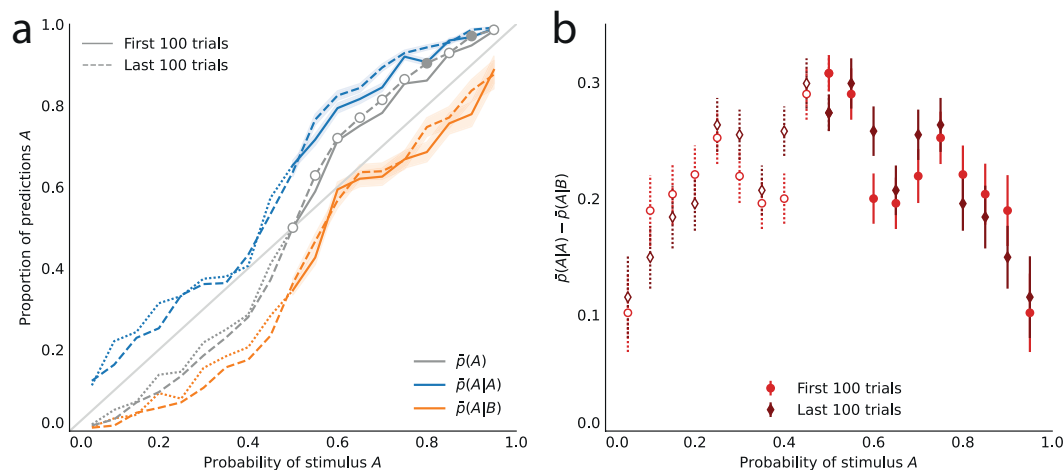 a
First 100 trials
Last 100 trials
Proportion of predictions A
1.0
0.8
0.6
0.4
0.2
0.0
p̄(A)
p̄(A|A)
p̄(A|B)
0.0 0.2 0.4 0.6 0.8 1.0
Probability of stimulus A
b
p̄(A|A) − p̄(A|B)
0.3
0.2
0.1
0.0
First 100 trials
Last 100 trials
0.0 0.2 0.4 0.6 0.8 1.0
Probability of stimulus A